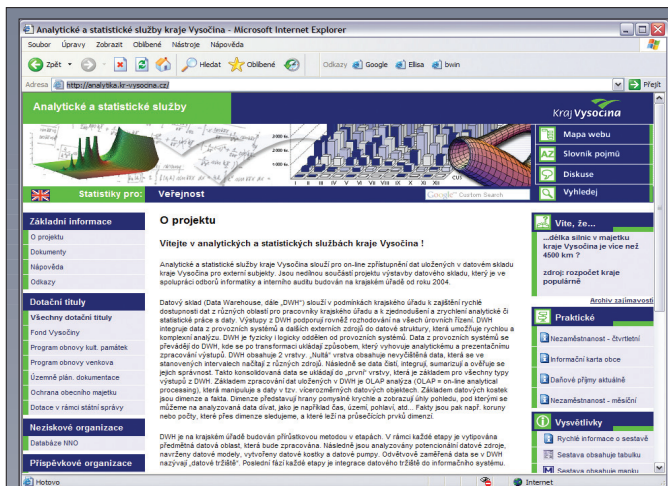 Analytické a statistické služby kraje Vysočina - Microsoft Internet Explorer
Soubor Úpravy Zobrazit Oblíbené Nástroje Nápověda
Zpět Hledat Oblíbené Odkazy Google Ellisa bwin
Adresa http://analytika.kr-vysocina.cz/ Přejít
Analytické a statistické
služby
Kraj Vysočina
Mapa webu
Slovník pojmů
Diskuse
Vyhledej
I II III IV V VI VII VIII IX X XI XII
Statistiky pro: Veřejnost Google Custom Search
Základní informace
O projektu
Dokumenty
Nápověda
Odkazy
Dotační tituly
Všechny dotační tituly
Fond Vysočiny
Program obnovy kult. památek
Program obnovy venkova
Územně plán. dokumentace
Ochrana obecního majetku
Dotace v rámci státní správy
Neziskové organizace
Databáze NNO
Příspěvkové organizace
O projektu
Vítejte v analytických a statistických službách kraje Vysočina !
Analytické a statistické služby kraje Vysočina slouží pro on-line zpřístupnění dat uložených v datovém skladu
kraje Vysočina pro externí subjekty. Jsou nedílnou součástí projektu výstavby datového skladu, který je ve
spolupráci odborů informatiky a interního auditu budován na krajském úřadě od roku 2004.
Datový sklad (Data Warehouse, dále „DWH“) slouží v podmínkách krajského úřadu k zajištění rychlé
dostupnosti dat z různých oblastí pro pracovníky krajského úřadu a k zjednodušení a zrychlení analytické či
statistické práce a daty. Výstupy z DWH podporují rovněž rozhodování na všech úrovních řízení. DWH
integruje data z provozních systémů a dalších externích zdrojů do datové struktury, která umožňuje rychlou a
komplexní analýzu. DWH je fyzicky i logicky oddělen od provozních systémů. Data z provozních systémů se
převádějí do DWH, kde se po transformaci ukládají způsobem, který vyhovuje analytickému a prezentačnímu
zpracování výstupů. DWH obsahuje 2 vrstvy. „Nultá“ vrstva obsahuje nevyčištěná data, která se ve
stanovených intervalech načítají z různých zdrojů. Následně se data čistí, integrují, sumarizují a ověřuje se
jejich správnost. Takto konsolidovaná data se ukládají do „první“ vrstvy, která je základem pro všechny typy
výstupů z DWH. Základem zpracování dat uložených v DWH je OLAP analýza (OLAP = on-line analytical
processing), která manipuluje a daty v tzv. vícerozměrných datových objektech. Základem datových kostek
jsou dimenze a fakta. Dimenze představují hrany pomyslné krychle a zobrazují úhly pohledu, pod kterými se
můžeme na analyzovaná data dívat, jako je například čas, území, pohlaví, atd... Fakty jsou pak např. koruny
nebo počty, které přes dimenze sledujeme, a které leží na průsečících prvků dimenzí.
DWH je na krajském úřadě budován přírůstkovou metodou v etapách. V rámci každé etapy je vytipována
předmětná datová oblast, která bude zpracována. Následně jsou analyzovány potencionální datové zdroje,
navrženy datové modely, vytvořeny datové kostky a datové pumpy. Odvětvově zaměřená data se v DWH
nazývají „datové tržiště“. Poslední fází každé etapy je integrace datového tržiště do informačního systému.
Víte, že...
...délka silnic v majetku
kraje je více než
4500 km ?
zdroj: rozpočet kraje
populárně
Archiv zajímavostí
Praktické
Nezaměstnanost - čtvrtletní
Informační karta obce
Daňové příjmy aktuálně
Nezaměstnanost - měsíční
Vysvětlivky
Rychlé informace o sestavě
Sestava obsahuje tabulku
Sestava obsahuje mapku
Hotovo Internet